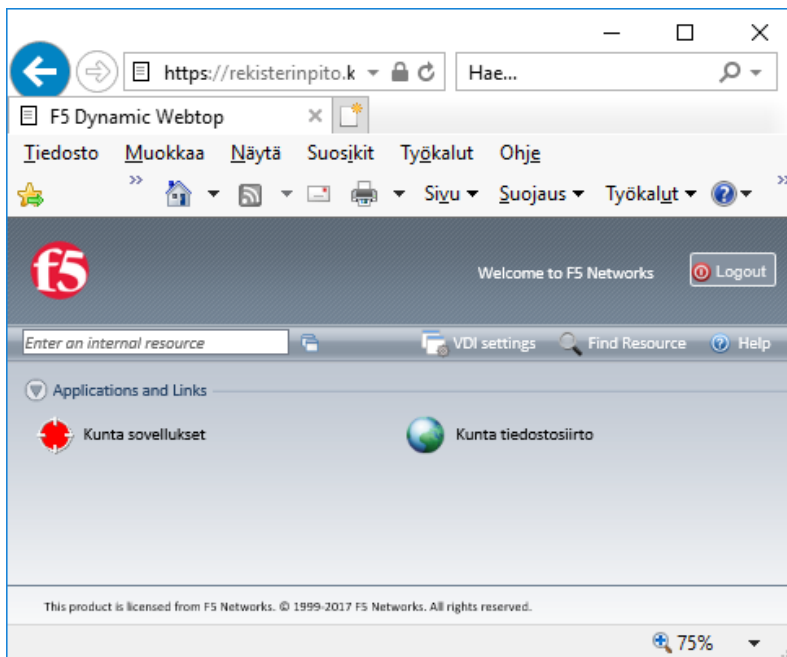 https://rekisterinpito.k
Hae...
F5 Dynamic Webtop
Tiedosto Muokkaa Näytä Suosikit Työkalut Ohje
Sivu Suojaus Työkalut
f5
Welcome to F5 Networks
Logout
Enter an internal resource
VDI settings
Find Resource
Help
Applications and Links
Kunta sovellukset
Kunta tiedostosiirto
This product is licensed from F5 Networks. © 1999-2017 F5 Networks. All rights reserved.
75%